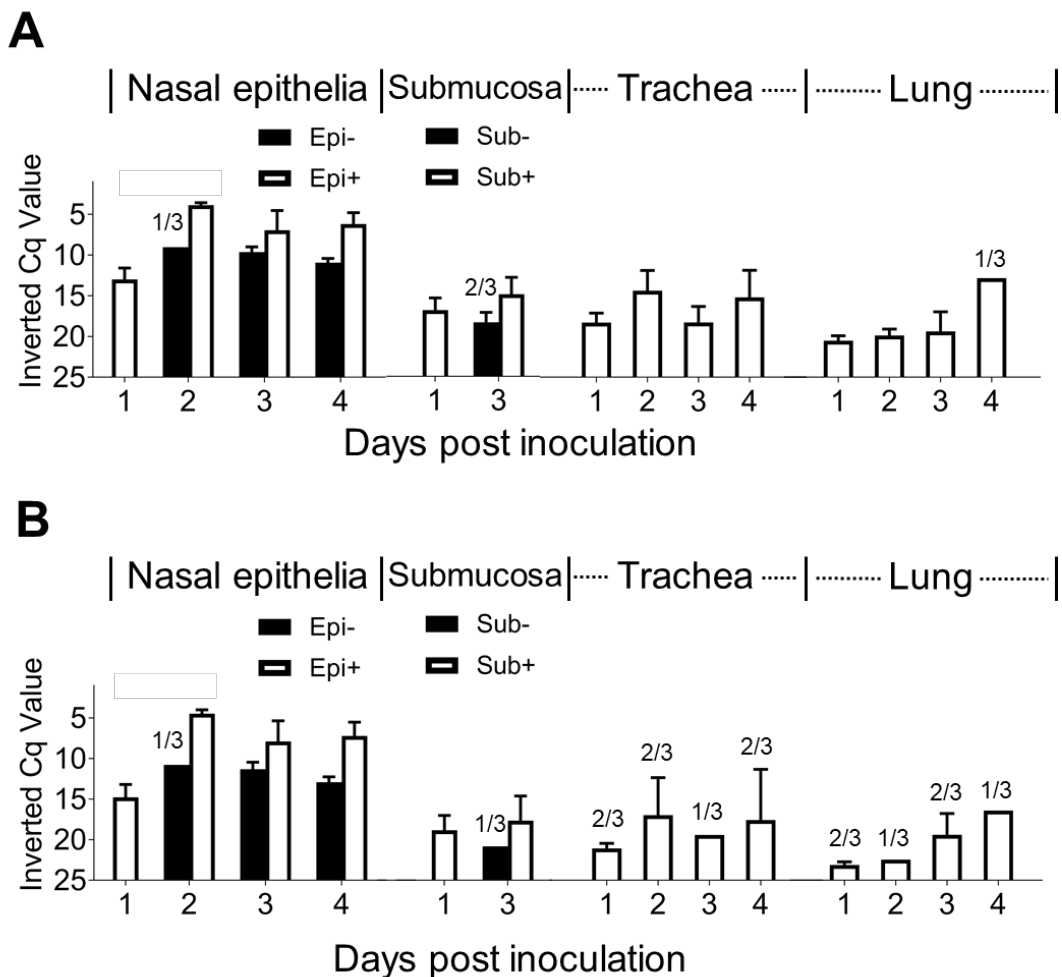 A
Nasal epithelia Submucosa Trachea Lung
Epi- Sub-
Epi+ Sub+
Inverted Cq Value
5
10
15
20
25
1/3
2/3
1/3
1 2 3 4 1 3 1 2 3 4 1 2 3 4
Days post inoculation
B
Nasal epithelia Submucosa Trachea Lung
Epi- Sub-
Epi+ Sub+
Inverted Cq Value
5
10
15
20
25
1/3
1/3
2/3
2/3
1/3
2/3
2/3
1/3
2/3
1/3
1 2 3 4 1 3 1 2 3 4 1 2 3 4
Days post inoculation